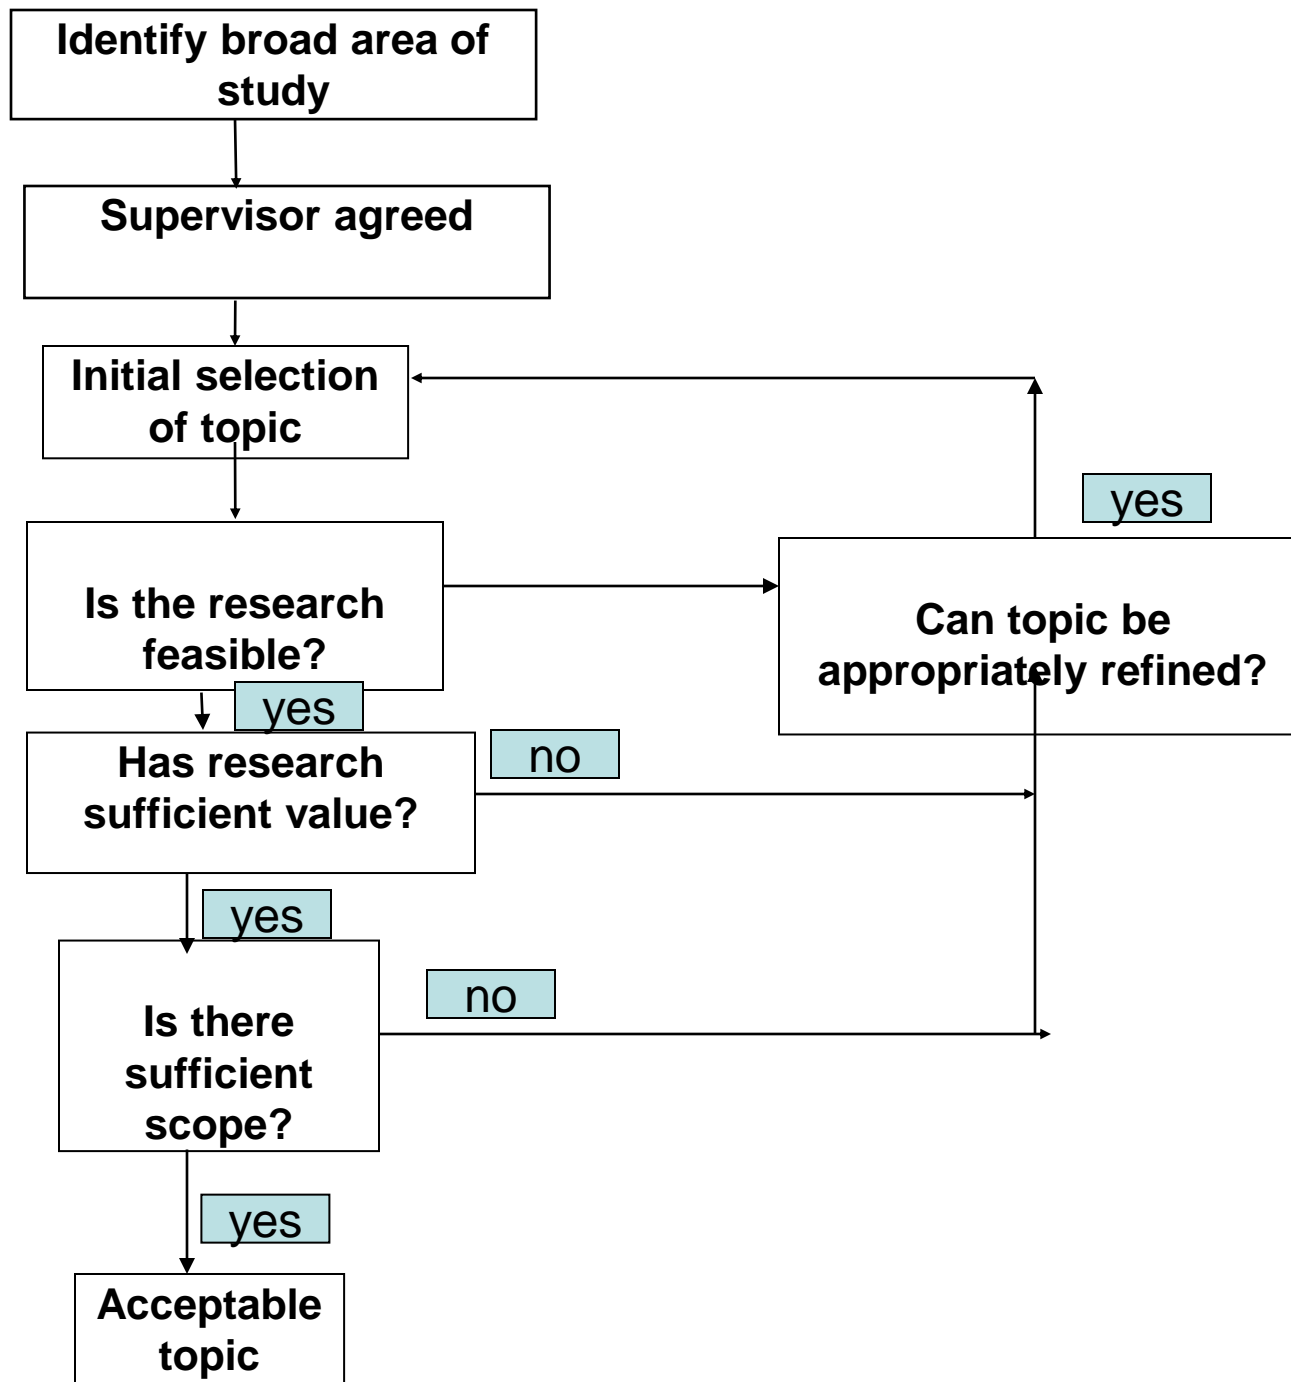 Identify broad area of
study
Supervisor agreed
Initial selection
of topic
yes
Is the research
feasible?
Can topic be
appropriately refined?
yes
Has research
sufficient value?
no
yes
no
Is there
sufficient
scope?
yes
Acceptable
topic